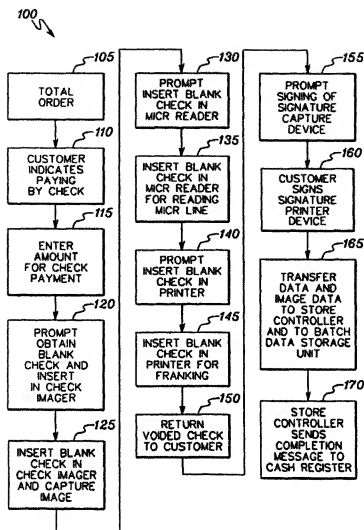 100
105
TOTAL
ORDER
110
CUSTOMER
INDICATES
PAYING
BY CHECK
115
ENTER
AMOUNT
FOR CHECK
PAYMENT
120
PROMPT
OBTAIN
BLANK
CHECK AND
INSERT
IN CHECK
IMAGER
125
INSERT BLANK
CHECK IN
CHECK IMAGER
AND CAPTURE
IMAGE
130
PROMPT
INSERT BLANK
CHECK IN
MICR READER
135
INSERT BLANK
CHECK IN
MICR READER
FOR READING
MICR LINE
140
PROMPT
INSERT BLANK
CHECK IN
PRINTER
145
INSERT BLANK
CHECK IN
PRINTER FOR
FRANKING
150
RETURN
VOIDED CHECK
TO CUSTOMER
155
PROMPT
SIGNING OF
SIGNATURE
CAPTURE
DEVICE
160
CUSTOMER
SIGNS
SIGNATURE
PRINTER
DEVICE
165
TRANSFER
DATA AND
IMAGE DATA
TO STORE
CONTROLLER
AND TO BATCH
DATA STORAGE
UNIT
170
STORE
CONTROLLER
SENDS
COMPLETION
MESSAGE TO
CASH REGISTER